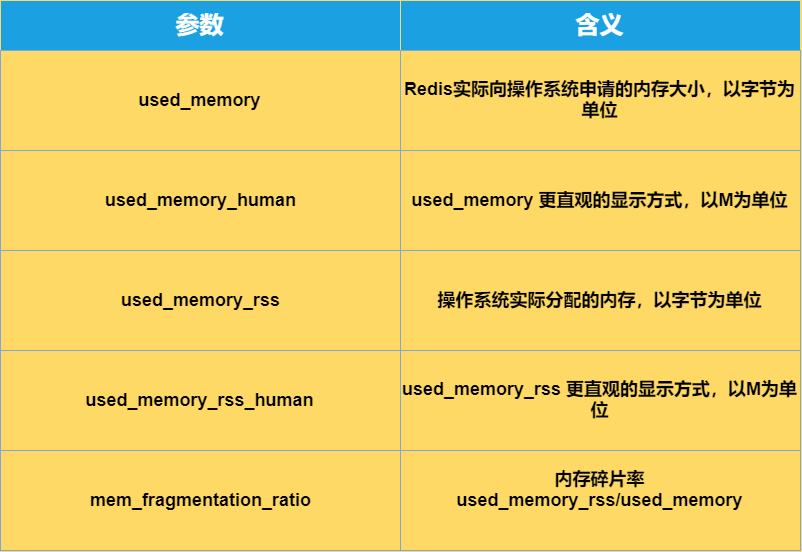 参数
含义
used_memory
Redis实际向操作系统申请的内存大小，以字节为
单位
used_memory_human
used_memory 更直观的显示方式，以M为单位
used_memory_rss
操作系统实际分配的内存，以字节为单位
used_memory_rss_human
used_memory_rss 更直观的显示方式，以M为单
位
mem_fragmentation_ratio
内存碎片率
used_memory_rss/used_memory